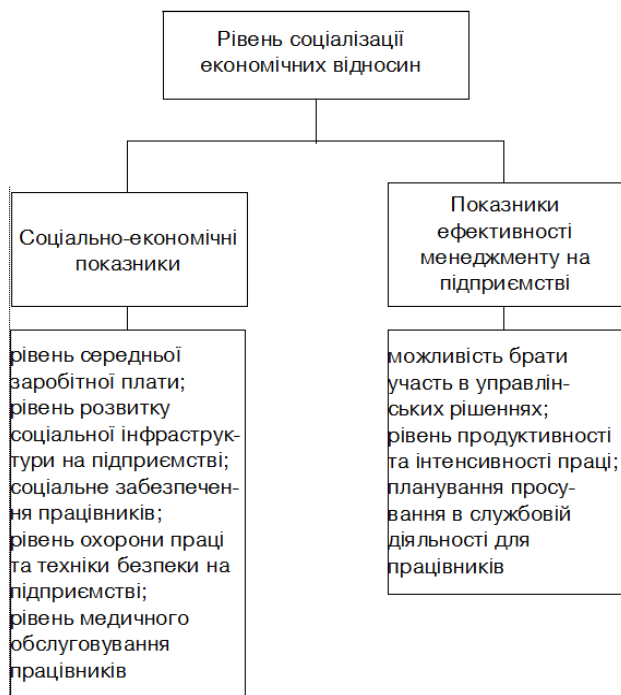 Рівень соціалізації
економічних відносин
Соціально-економічні
показники
Показники
ефективності
менеджменту на
підприємстві
рівень середньої
заробітної плати;
рівень розвитку
соціальної інфраструк-
тури на підприємстві;
соціальне забезпечен-
ня працівників;
рівень охорони праці
та техніки безпеки на
підприємстві;
рівень медичного
обслуговування
працівників
можливість брати
участь в управлін-
ських рішеннях;
рівень продуктивності
та інтенсивності праці;
планування просу-
вання в службовій
діяльності для
працівників